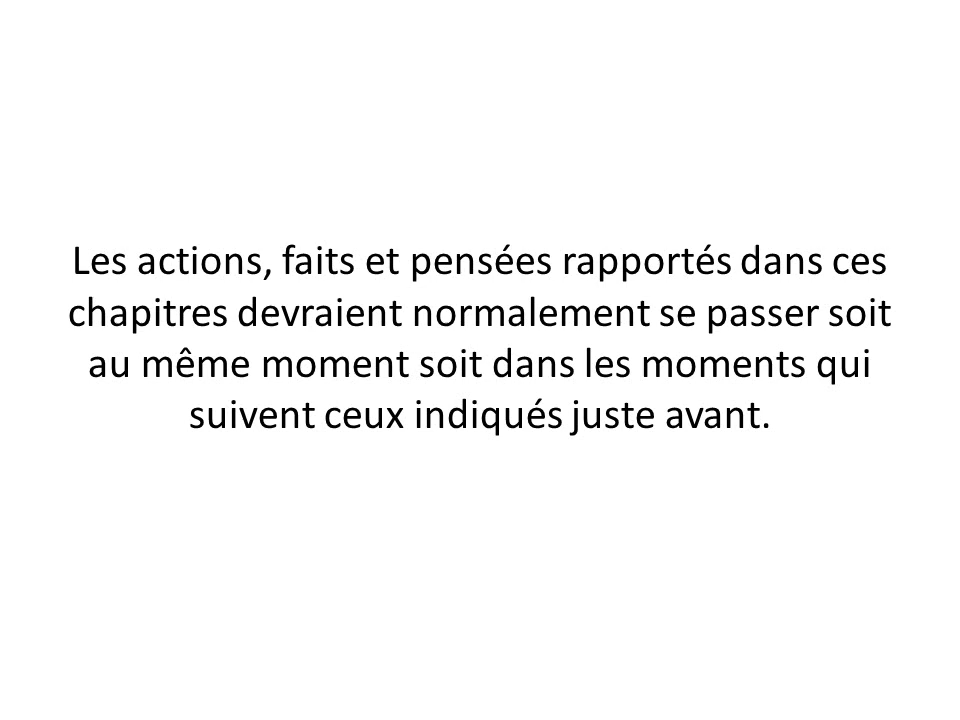 Les actions, faits et pensées rapportés dans ces
chapitres devraient normalement se passer soit
au même moment soit dans les moments qui
suivent ceux indiqués juste avant.